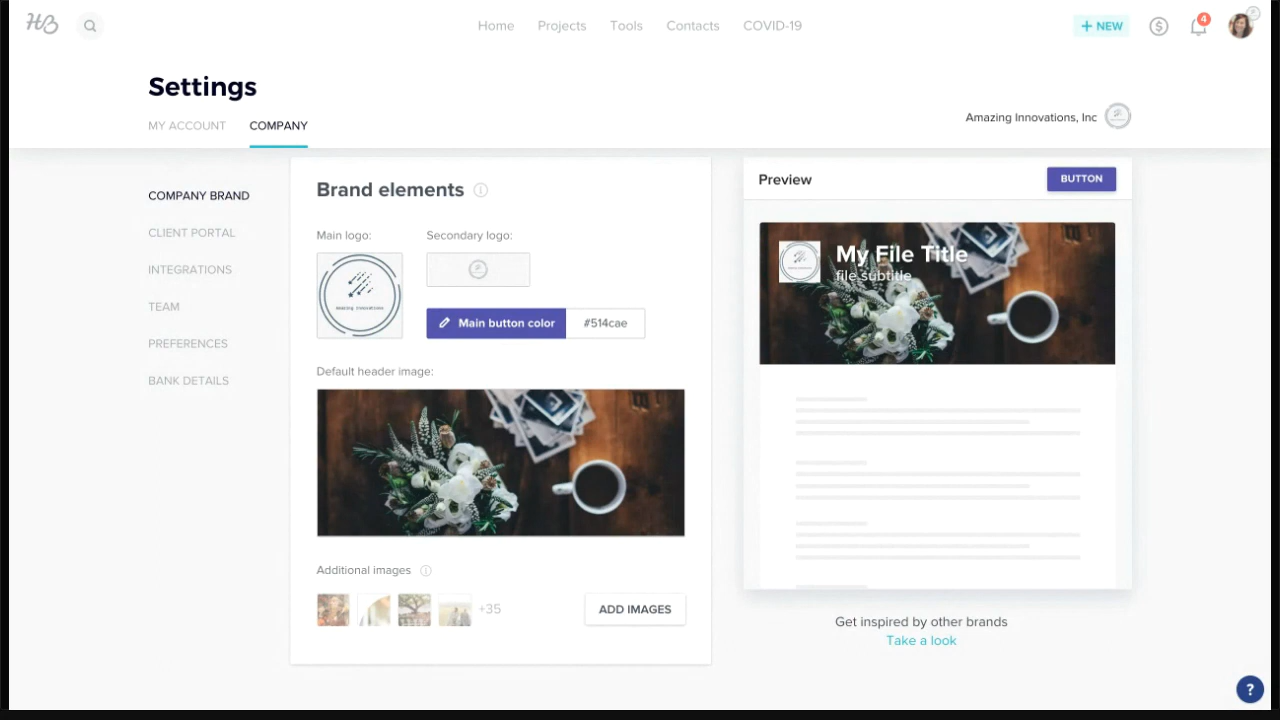 HB
Home Projects Tools Contacts COVID-19
+ NEW
$
4
Settings
MY ACCOUNT COMPANY
Amazing Innovations, Inc
COMPANY BRAND
CLIENT PORTAL
INTEGRATIONS
TEAM
PREFERENCES
BANK DETAILS
Brand elements
Main logo: Secondary logo:
Amazing Innovations
Main button color #514cae
Default header image:
Additional images
+35
ADD IMAGES
Preview
BUTTON
My File Title
file subtitle
Get inspired by other brands
Take a look
?